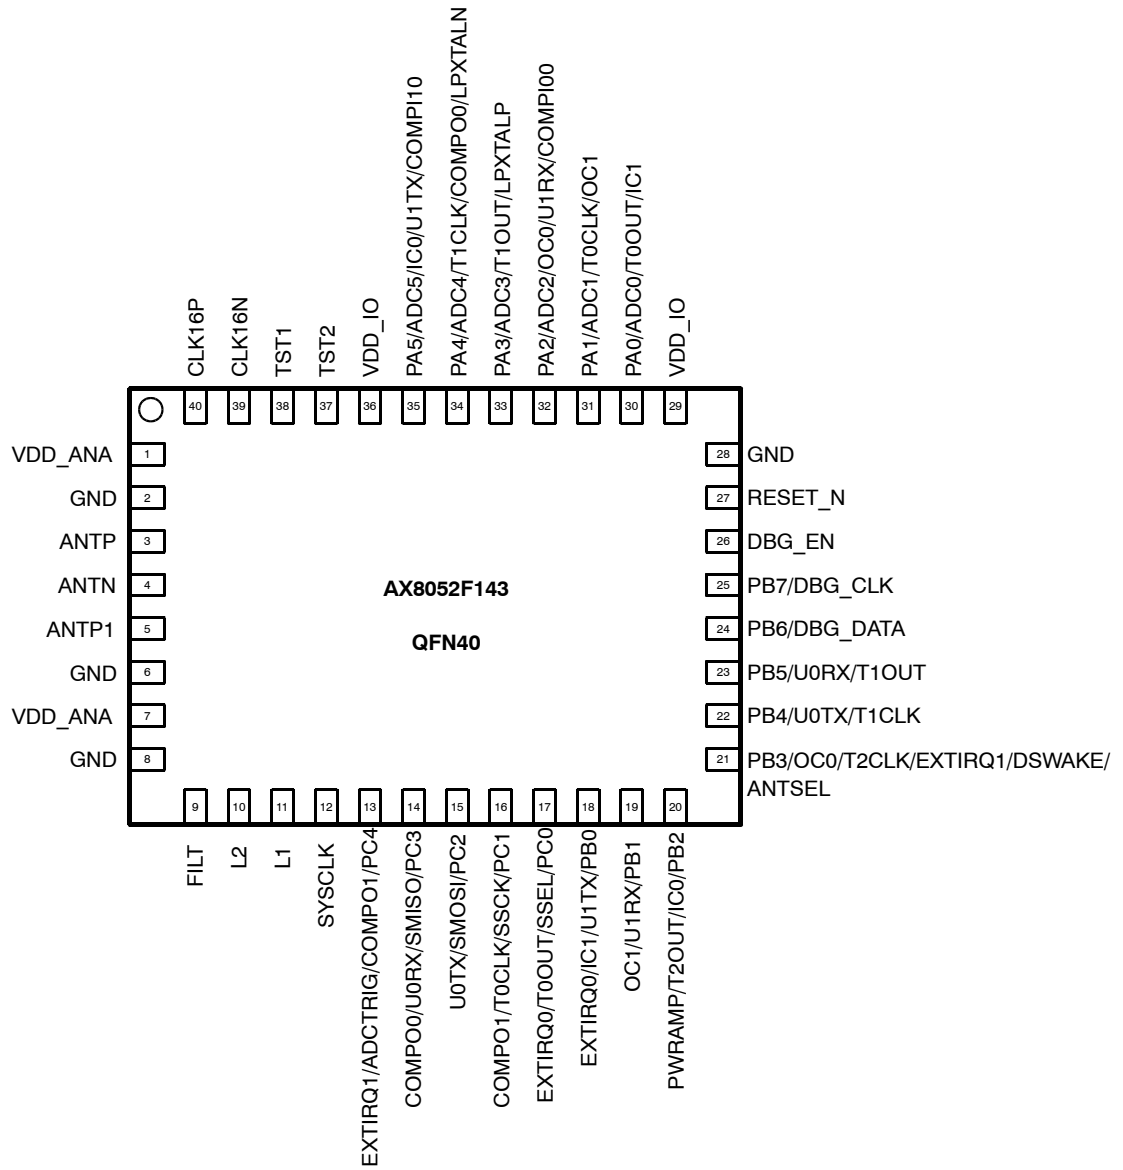 CLK16P
CLK16N
TST1
TST2
VDD_IO
PA5/ADC5/IC0/U1TX/COMPI10
PA4/ADC4/T1CLK/COMPO0/LPXTALN
PA3/ADC3/T1OUT/LPXTALP
PA2/ADC2/OC0/U1RX/COMPI00
PA1/ADC1/T0CLK/OC1
PA0/ADC0/T0OUT/IC1
VDD_IO
40
39
38
37
36
35
34
33
32
31
30
29
VDD_ANA
1
GND
2
ANTP
3
ANTN
4
ANTP1
5
GND
6
VDD_ANA
7
GND
8
AX8052F143
QFN40
28
GND
27
RESET_N
26
DBG_EN
25
PB7/DBG_CLK
24
PB6/DBG_DATA
23
PB5/U0RX/T1OUT
22
PB4/U0TX/T1CLK
21
PB3/OC0/T2CLK/EXTIRQ1/DSWAKE/
ANTSEL
9
10
11
12
13
14
15
16
17
18
19
20
FILT
L2
L1
SYSCLK
EXTIRQ1/ADCTRIG/COMPO1/PC4
COMPO0/U0RX/SMISO/PC3
U0TX/SMOSI/PC2
COMPO1/T0CLK/SSCK/PC1
EXTIRQ0/T0OUT/SSEL/PC0
EXTIRQ0/IC1/U1TX/PB0
OC1/U1RX/PB1
PWRAMP/T2OUT/IC0/PB2